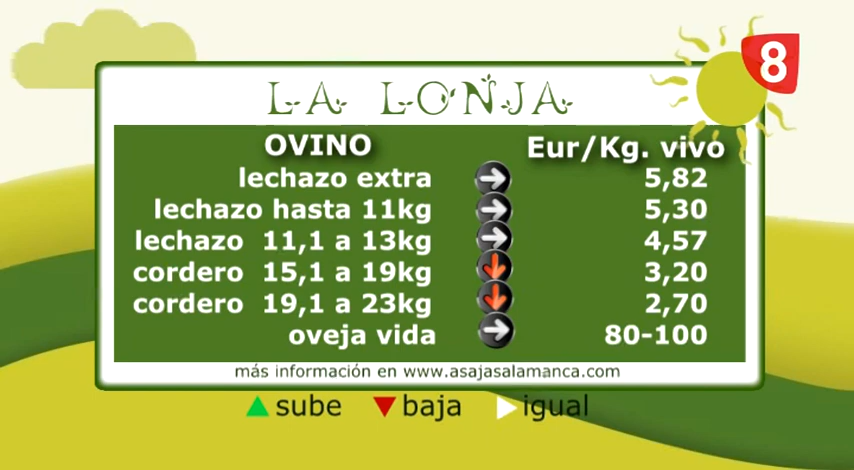 8
LA LONJA
OVINO Eur/Kg. vivo
lechazo extra 5,82
lechazo hasta 11kg 5,30
lechazo 11,1 a 13kg 4,57
cordero 15,1 a 19kg 3,20
cordero 19,1 a 23kg 2,70
oveja vida 80-100
más información en www.asajasalamanca.com
sube baja igual